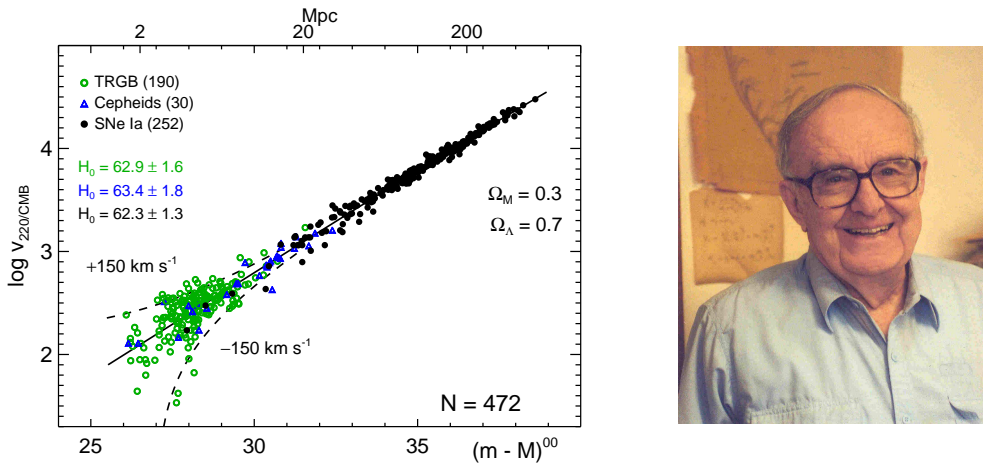 Mpc
2 20 200
TRGB (190)
Cepheids (30)
SNe Ia (252)
H₀ = 62.9 ± 1.6
H₀ = 63.4 ± 1.8
H₀ = 62.3 ± 1.3
Ω_M = 0.3
Ω_Λ = 0.7
+150 km s⁻¹
−150 km s⁻¹
N = 472
log v₂₂₀/CMB
4
3
2
25 30 35 (m - M)⁰⁰